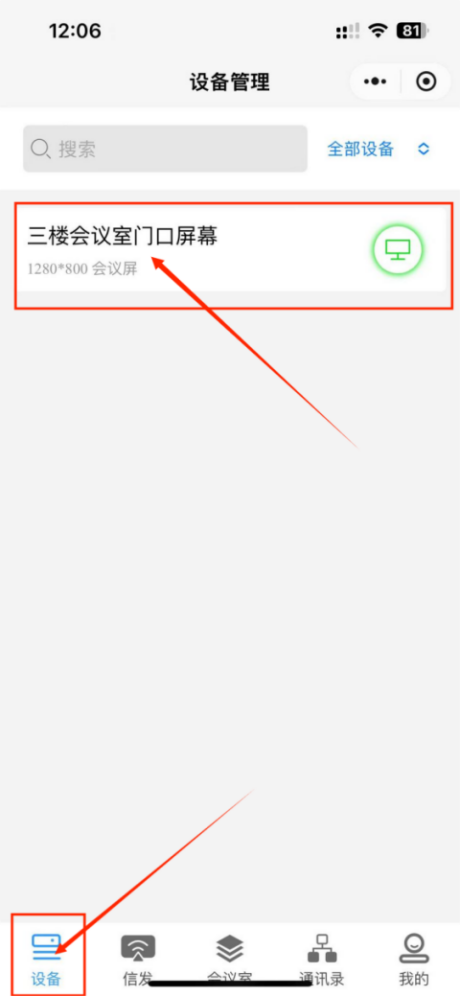 12:06
81
设备管理
搜索
全部设备
三楼会议室门口屏幕
1280*800 会议屏
设备
信发
会议室
通讯录
我的